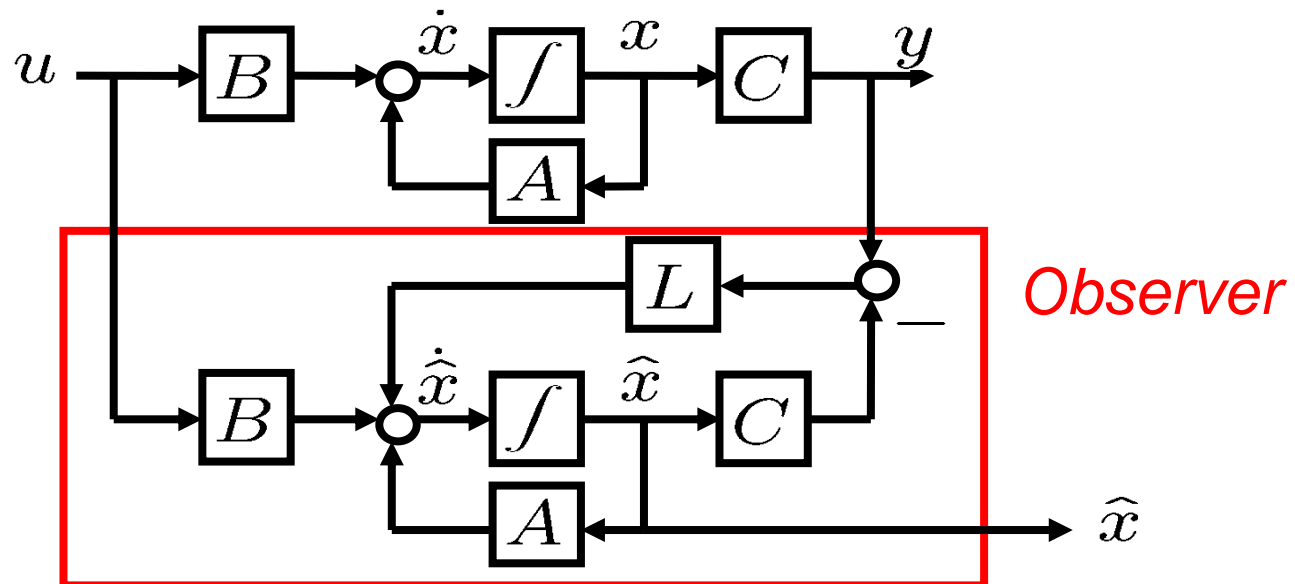 u B ẋ ∫ x C y
A
L Observer
−
B x̂̇ ∫ x̂ C
A x̂